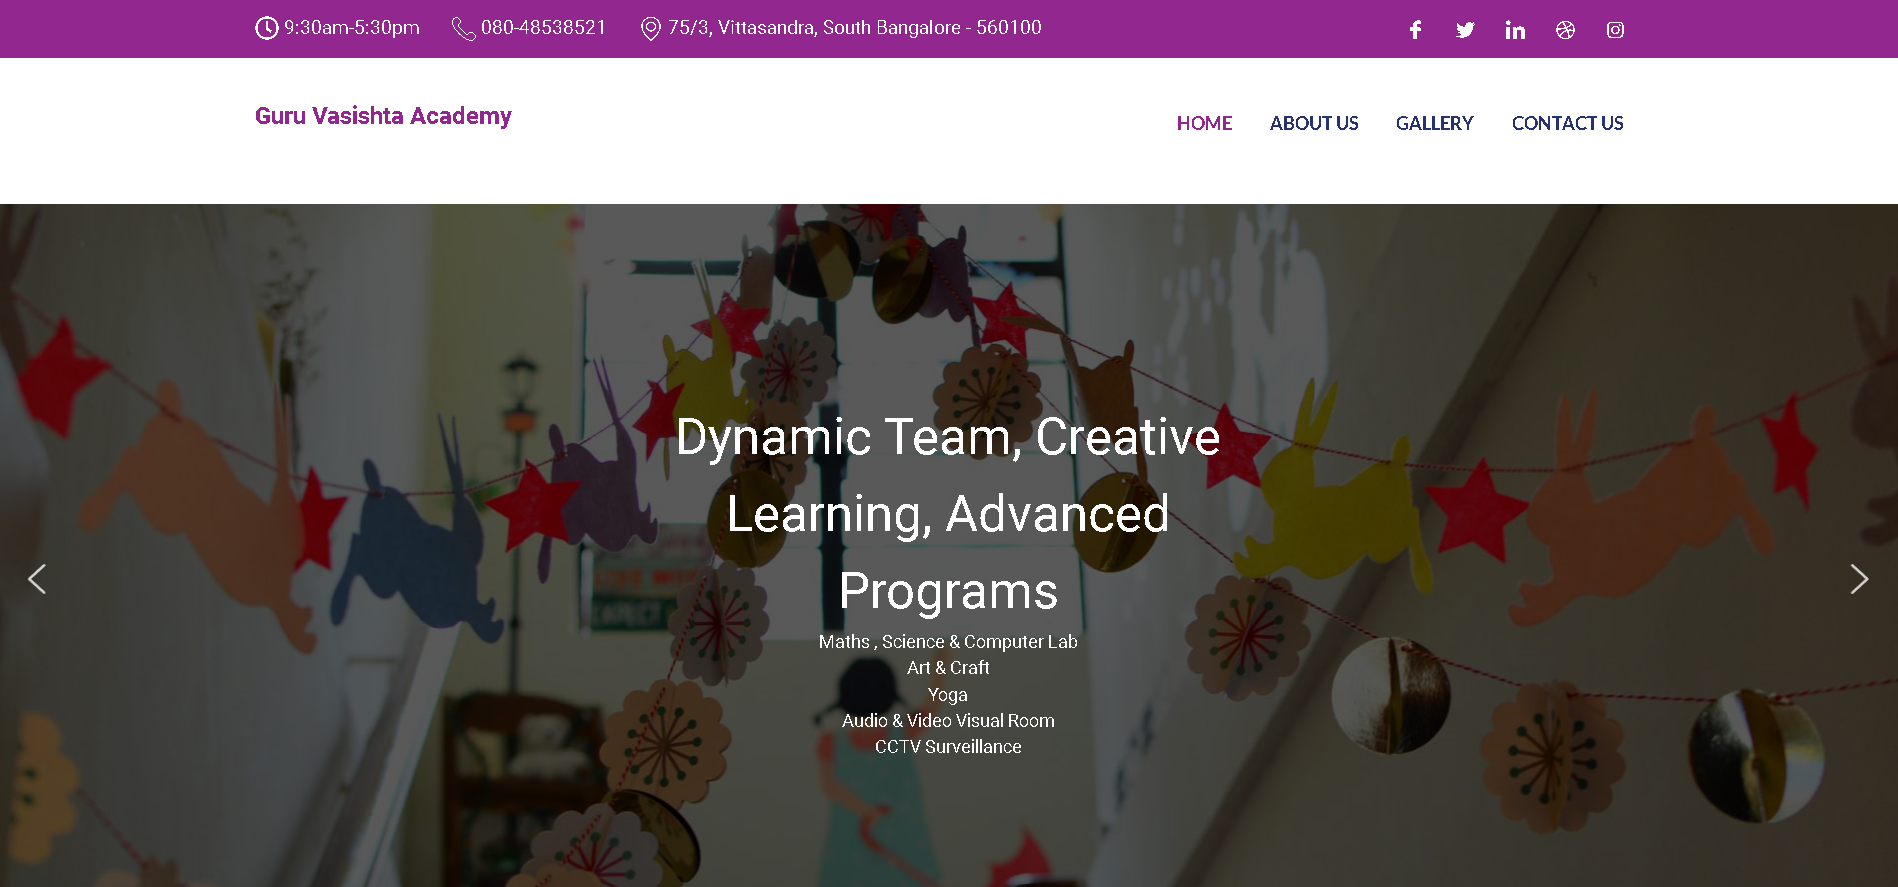 9:30am-5:30pm 080-48538521 75/3, Vittasandra, South Bangalore - 560100
Guru Vasishta Academy
HOME ABOUT US GALLERY CONTACT US
Dynamic Team, Creative
Learning, Advanced
Programs
Maths , Science & Computer Lab
Art & Craft
Yoga
Audio & Video Visual Room
CCTV Surveillance